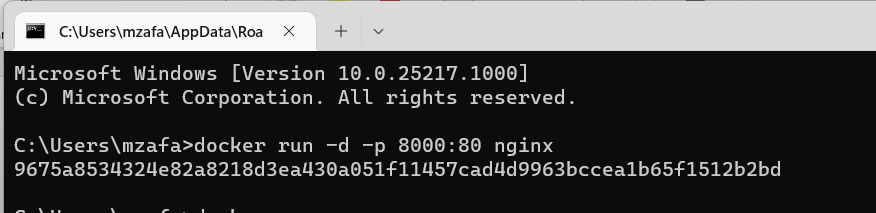 C:\Users\mzafa\AppData\Roa
Microsoft Windows [Version 10.0.25217.1000]
(c) Microsoft Corporation. All rights reserved.
C:\Users\mzafa>docker run -d -p 8000:80 nginx
9675a8534324e82a8218d3ea430a051f11457cad4d9963bccea1b65f1512b2bd